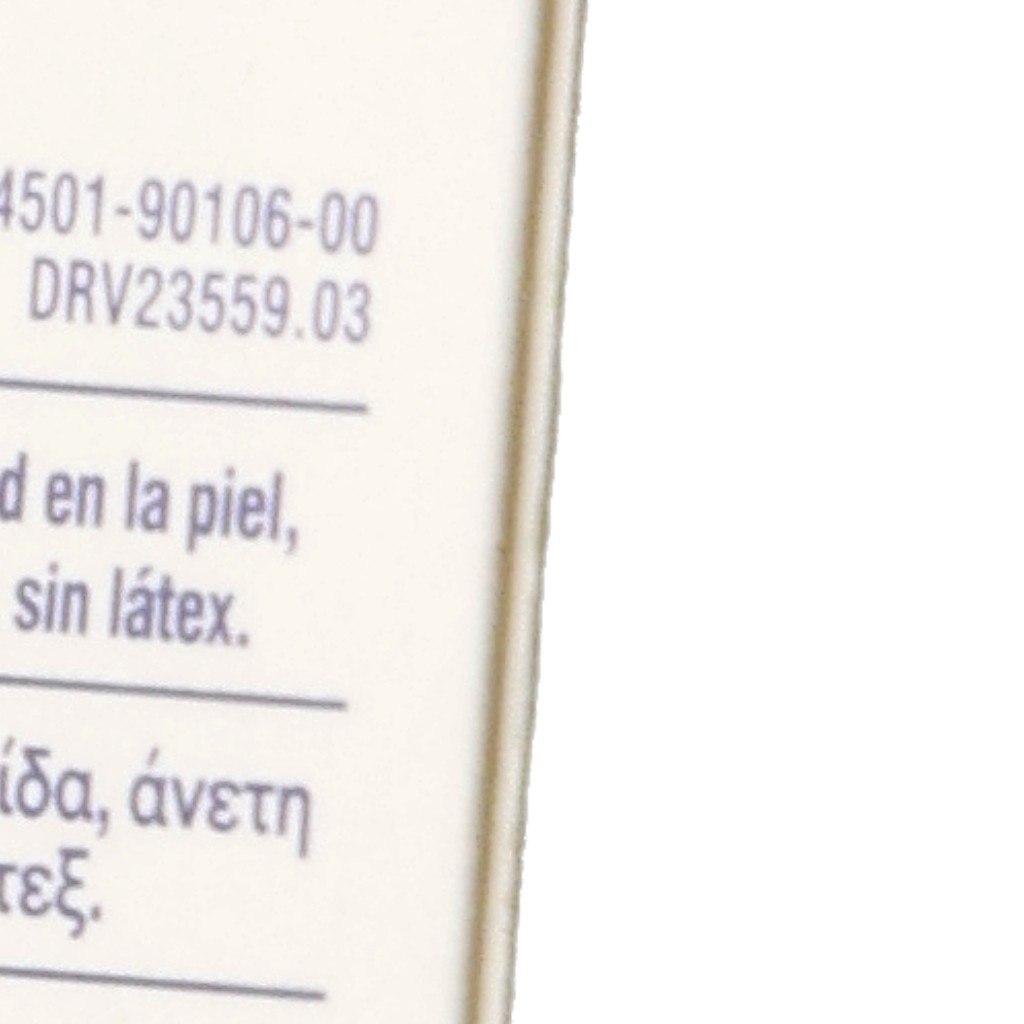 4501-90106-00
DRV23559.03
d en la piel,
sin látex.
ίδα, άνετη
τεξ.